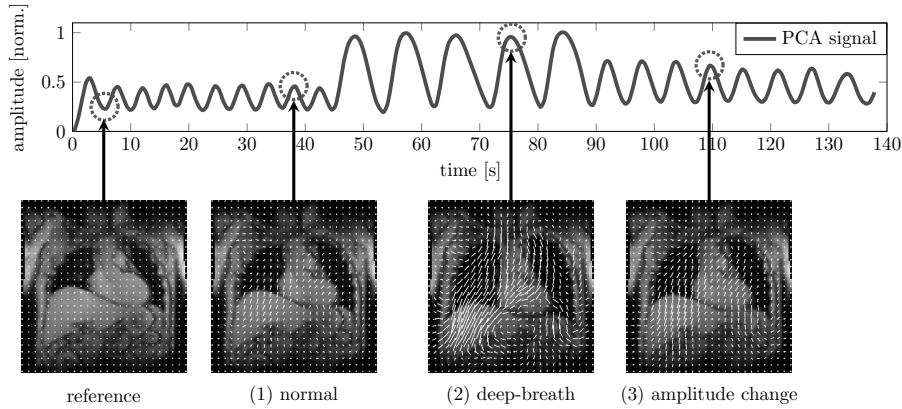 amplitude [norm.]
1
0.5
0
PCA signal
0 10 20 30 40 50 60 70 80 90 100 110 120 130 140
time [s]
reference (1) normal (2) deep-breath (3) amplitude change